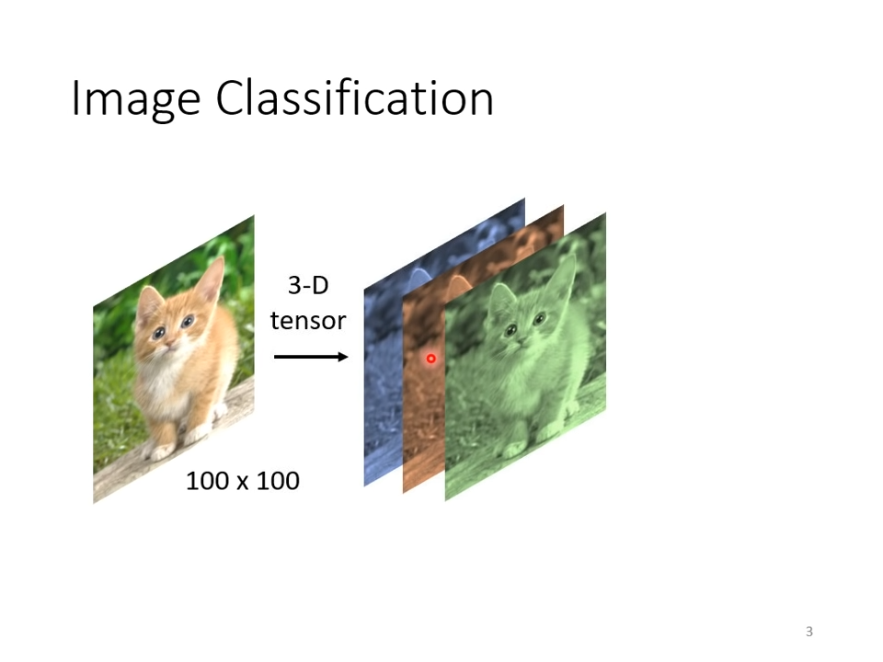 Image Classification
3-D
tensor
100 x 100
3